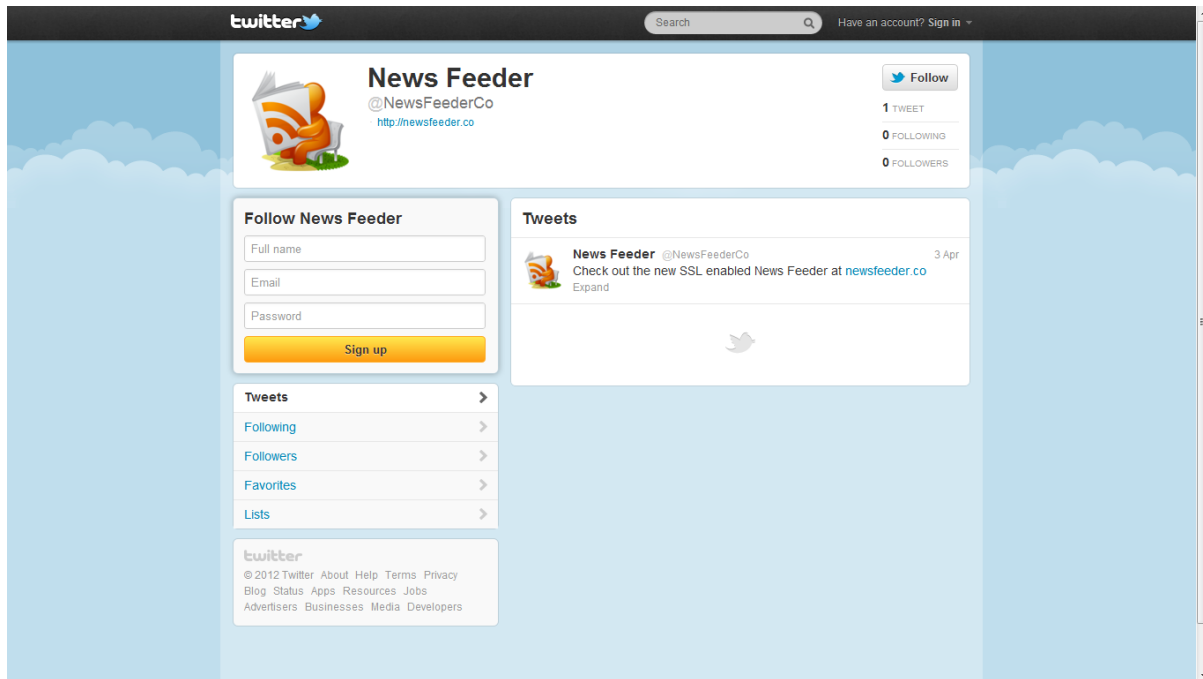 twitter
Search
Have an account? Sign in
News Feeder
@NewsFeederCo
http://newsfeeder.co
Follow
1 TWEET
0 FOLLOWING
0 FOLLOWERS
Follow News Feeder
Full name
Email
Password
Sign up
Tweets
Following
Followers
Favorites
Lists
twitter
© 2012 Twitter About Help Terms Privacy
Blog Status Apps Resources Jobs
Advertisers Businesses Media Developers
Tweets
News Feeder @NewsFeederCo 3 Apr
Check out the new SSL enabled News Feeder at newsfeeder.co
Expand